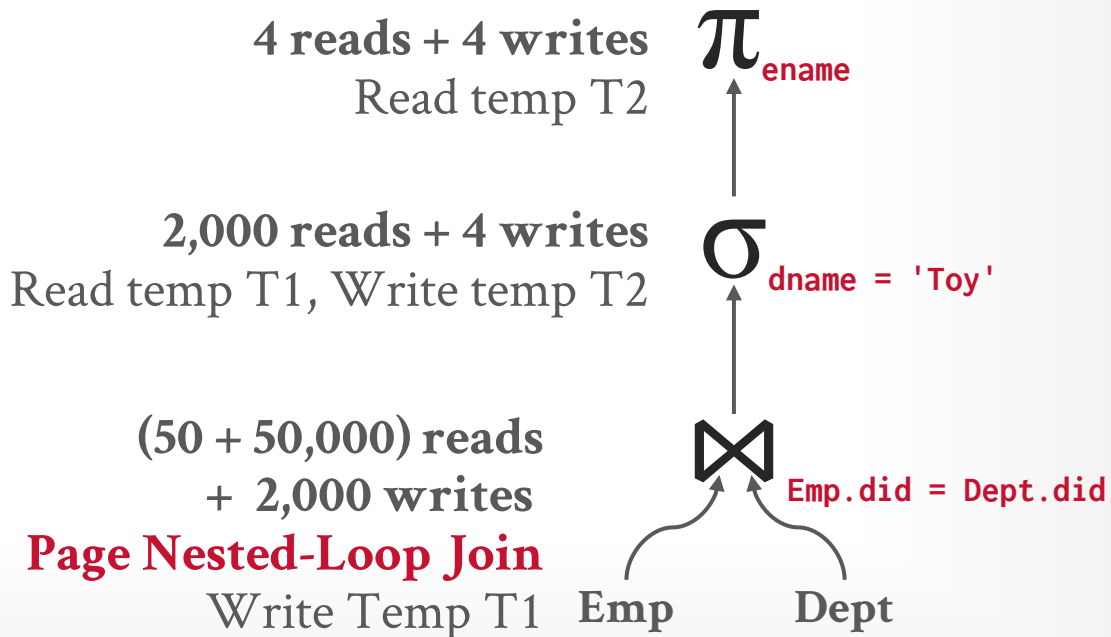 4 reads + 4 writes
Read temp T2
π ename
2,000 reads + 4 writes
Read temp T1, Write temp T2
σ dname = 'Toy'
(50 + 50,000) reads
+ 2,000 writes
Page Nested-Loop Join
Write Temp T1
⋈ Emp.did = Dept.did
Emp
Dept